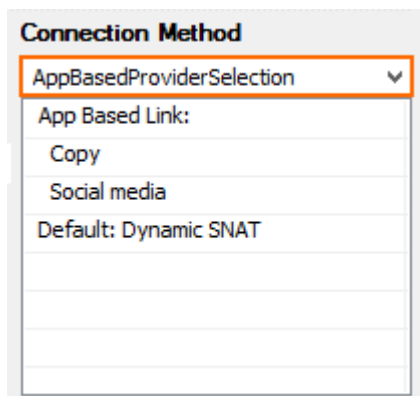 Connection Method
AppBasedProviderSelection
App Based Link:
Copy
Social media
Default: Dynamic SNAT